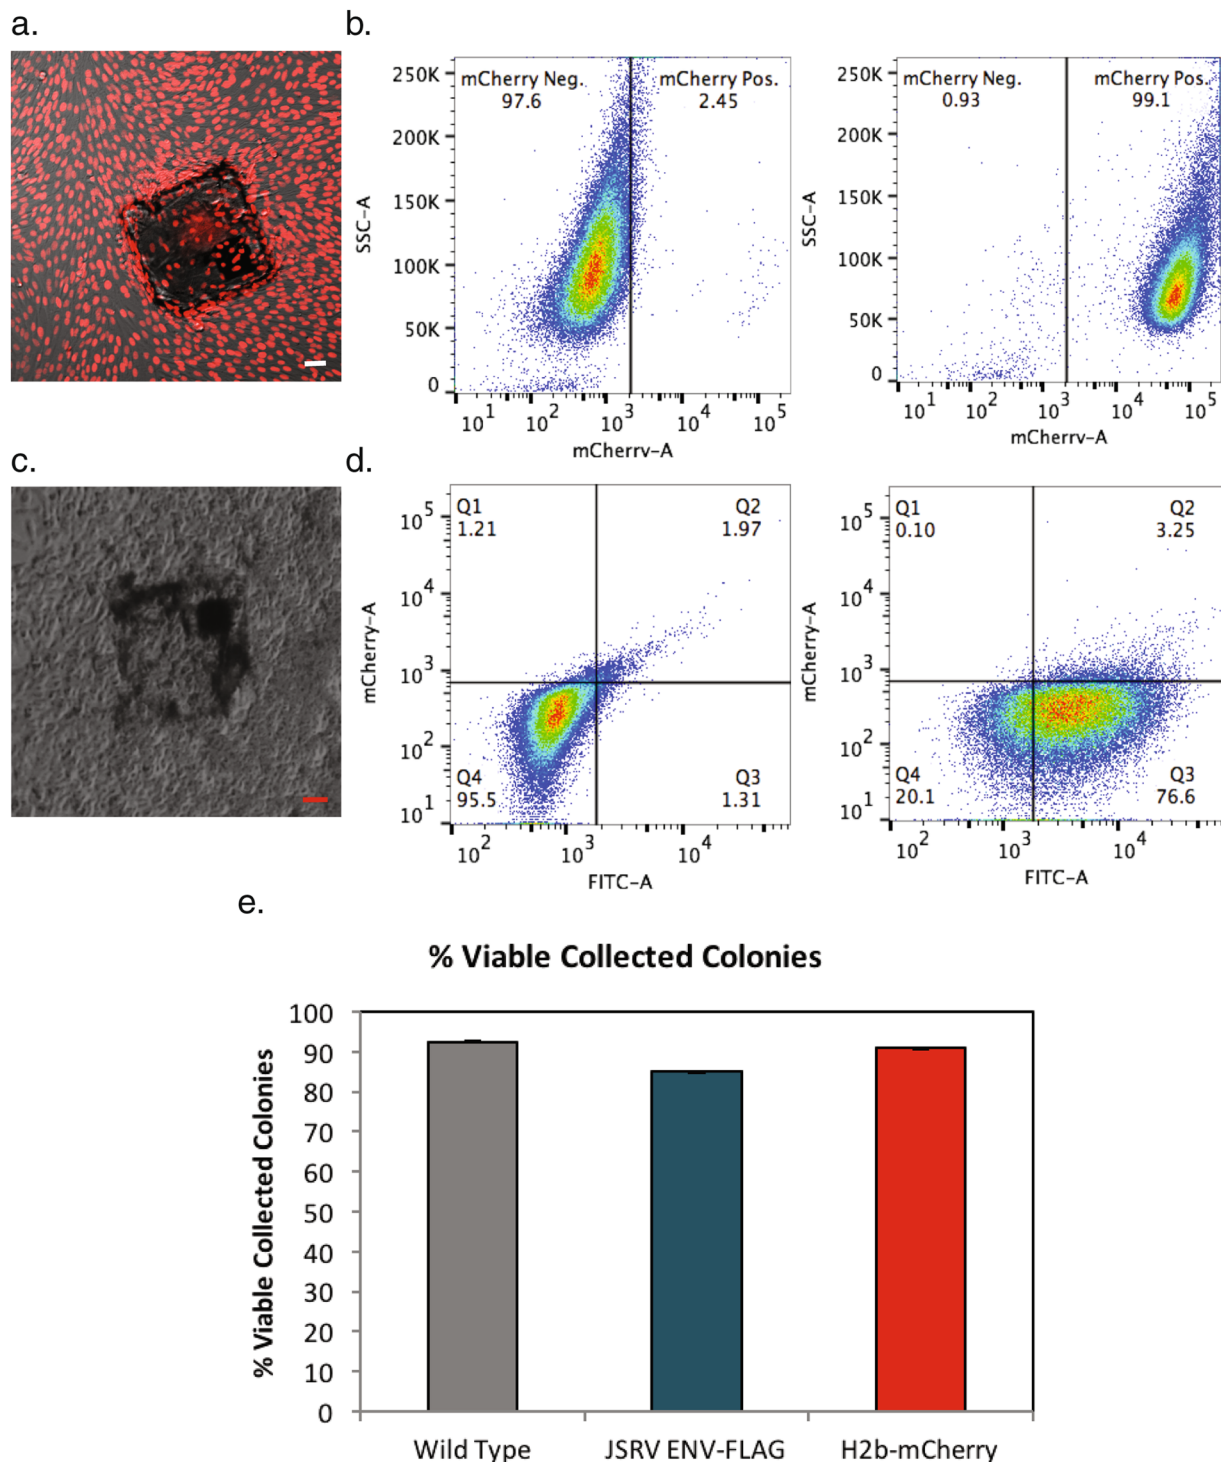 a.
b.
250K
200K
150K
100K
50K
0
SSC-A
mCherry Neg.
97.6
mCherry Pos.
2.45
10^1
10^2
10^3
10^4
10^5
mCherry-A
250K
200K
150K
100K
50K
0
SSC-A
mCherry Neg.
0.93
mCherry Pos.
99.1
10^1
10^2
10^3
10^4
10^5
mCherry-A
c.
d.
10^5
10^4
10^3
10^2
10^1
mCherry-A
Q1
1.21
Q2
1.97
Q4
95.5
Q3
1.31
10^2
10^3
10^4
FITC-A
10^5
10^4
10^3
10^2
10^1
mCherry-A
Q1
0.10
Q2
3.25
Q4
20.1
Q3
76.6
10^2
10^3
10^4
FITC-A
e.
% Viable Collected Colonies
% Viable Collected Colonies
100
90
80
70
60
50
40
30
20
10
0
Wild Type
JSRV ENV-FLAG
H2b-mCherry